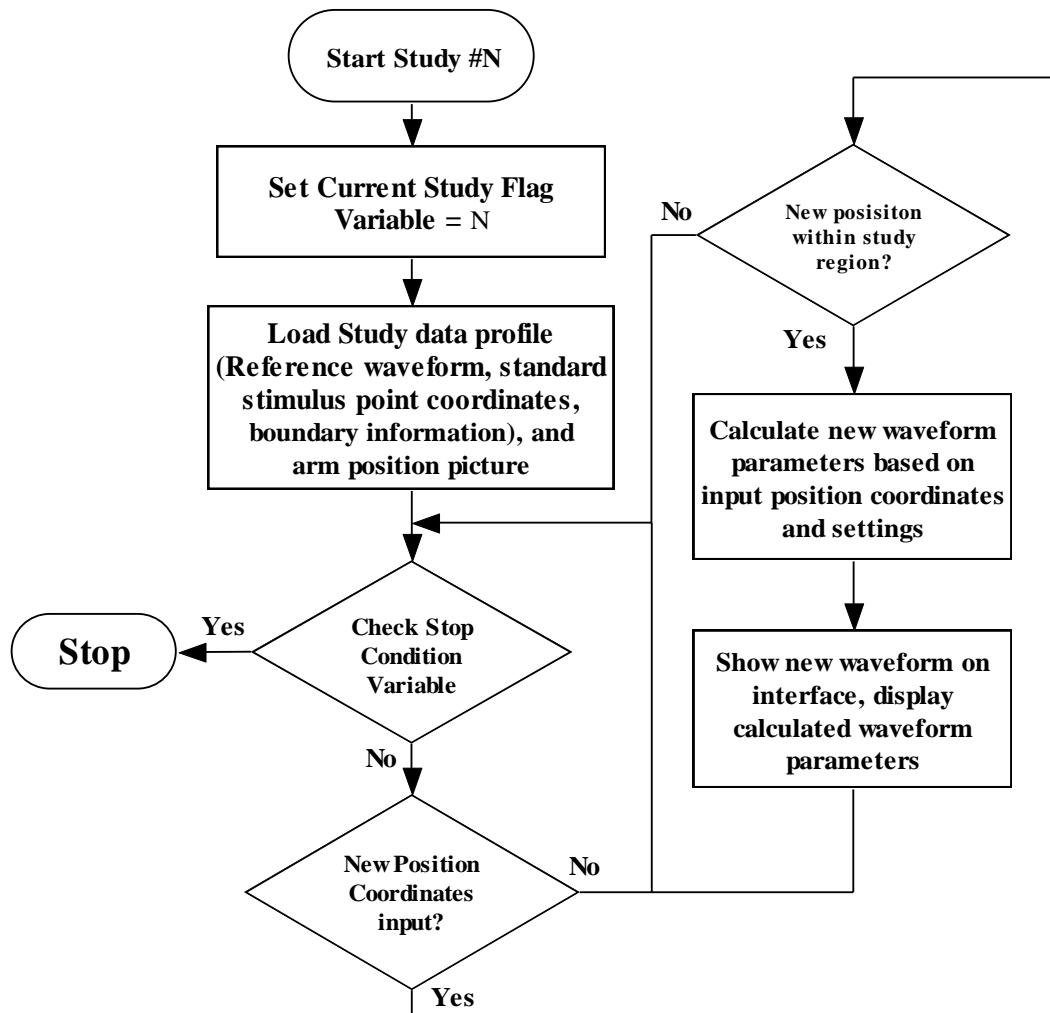 Start Study #N
Set Current Study Flag
Variable = N
Load Study data profile
(Reference waveform, standard
stimulus point coordinates,
boundary information), and
arm position picture
Check Stop
Condition
Variable
Yes
Stop
No
New Position
Coordinates
input?
No
Yes
New posisiton
within study
region?
No
Yes
Calculate new waveform
parameters based on
input position coordinates
and settings
Show new waveform on
interface, display
calculated waveform
parameters